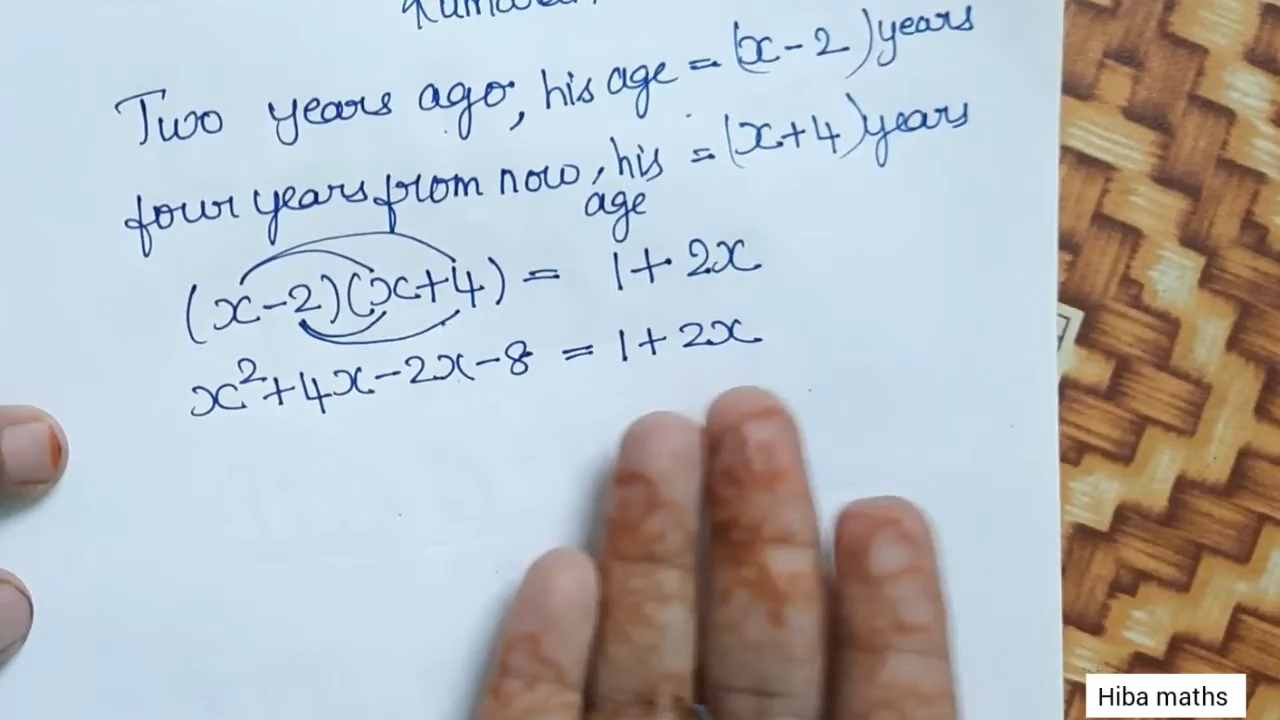 Two years ago, his age = (x-2) years
four years from now, his age = (x+4) years
(x-2)(x+4) = 1 + 2x
x²+4x-2x-8 = 1 + 2x
Hiba maths